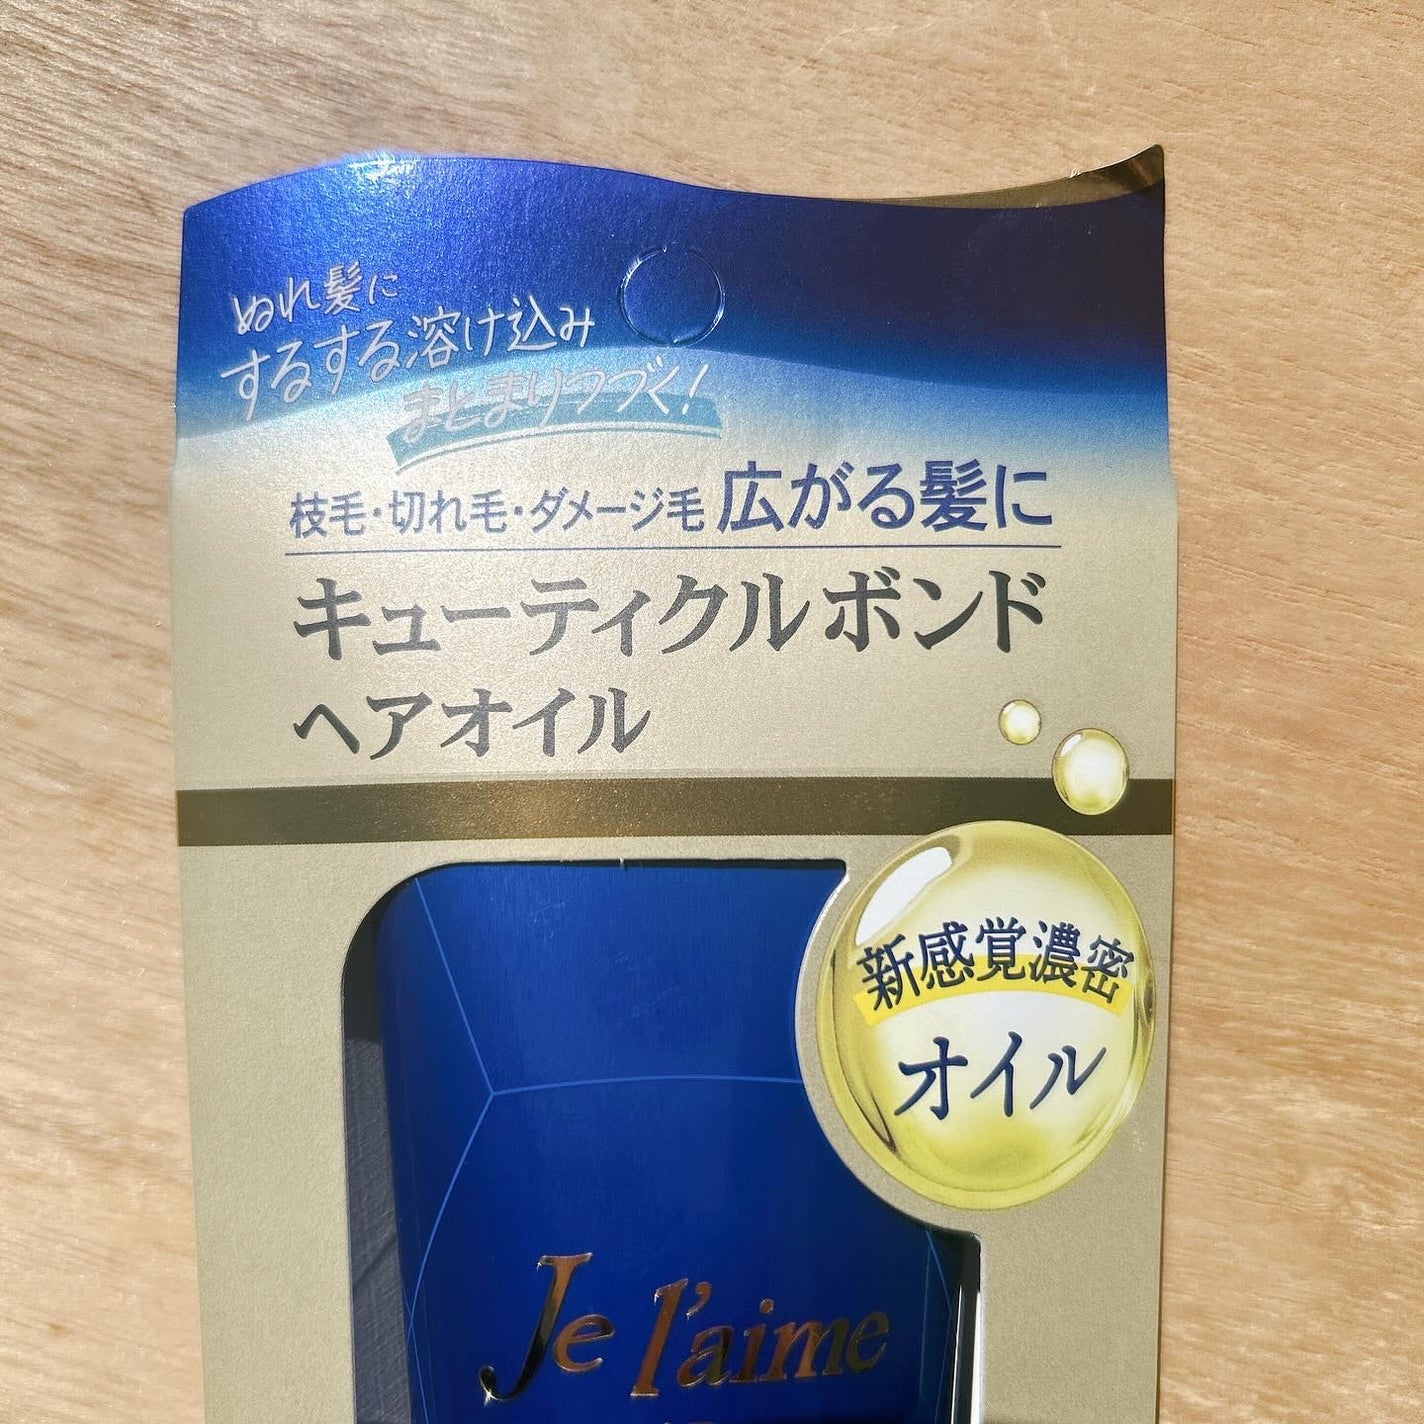 ぬれ髪に
するする溶け込み
まとまりつづく!
枝毛・切れ毛・ダメージ毛 広がる髪に
キューティクルボンド
ヘアオイル
新感覚濃密
オイル
Je l'aime